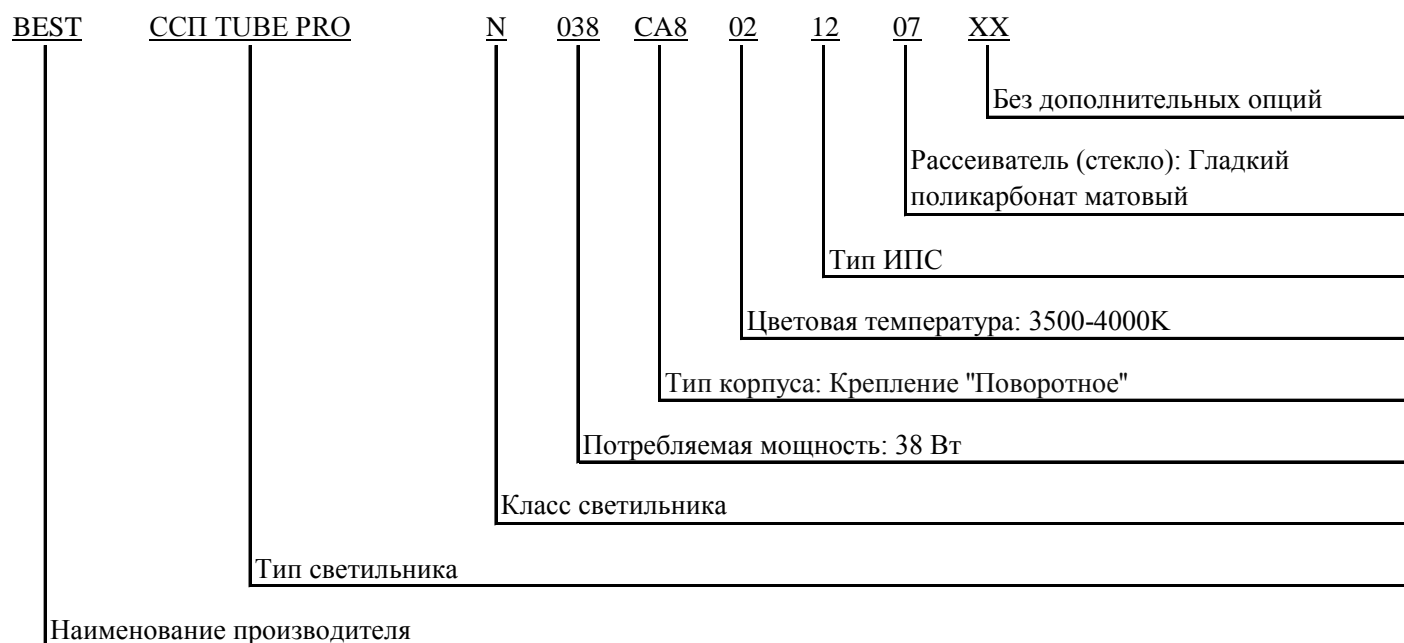 BEST ССП TUBE PRO N 038 CA8 02 12 07 XX
Без дополнительных опций
Рассеиватель (стекло): Гладкий
поликарбонат матовый
Тип ИПС
Цветовая температура: 3500-4000К
Тип корпуса: Крепление "Поворотное"
Потребляемая мощность: 38 Вт
Класс светильника
Тип светильника
Наименование производителя